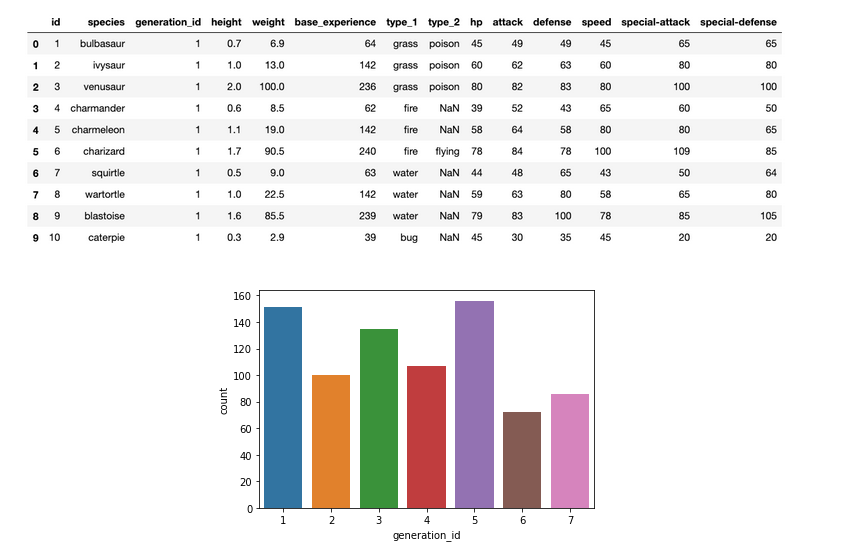 id species generation_id height weight base_experience type_1 type_2 hp attack defense speed special-attack special-defense
0 1 bulbasaur 1 0.7 6.9 64 grass poison 45 49 49 45 65 65
1 2 ivysaur 1 1.0 13.0 142 grass poison 60 62 63 60 80 80
2 3 venusaur 1 2.0 100.0 236 grass poison 80 82 83 80 100 100
3 4 charmander 1 0.6 8.5 62 fire NaN 39 52 43 65 60 50
4 5 charmeleon 1 1.1 19.0 142 fire NaN 58 64 58 80 80 65
5 6 charizard 1 1.7 90.5 240 fire flying 78 84 78 100 109 85
6 7 squirtle 1 0.5 9.0 63 water NaN 44 48 65 43 50 64
7 8 wartortle 1 1.0 22.5 142 water NaN 59 63 80 58 65 80
8 9 blastoise 1 1.6 85.5 239 water NaN 79 83 100 78 85 105
9 10 caterpie 1 0.3 2.9 39 bug NaN 45 30 35 45 20 20
160
140
120
100
80
60
40
20
0
count
1 2 3 4 5 6 7
generation_id